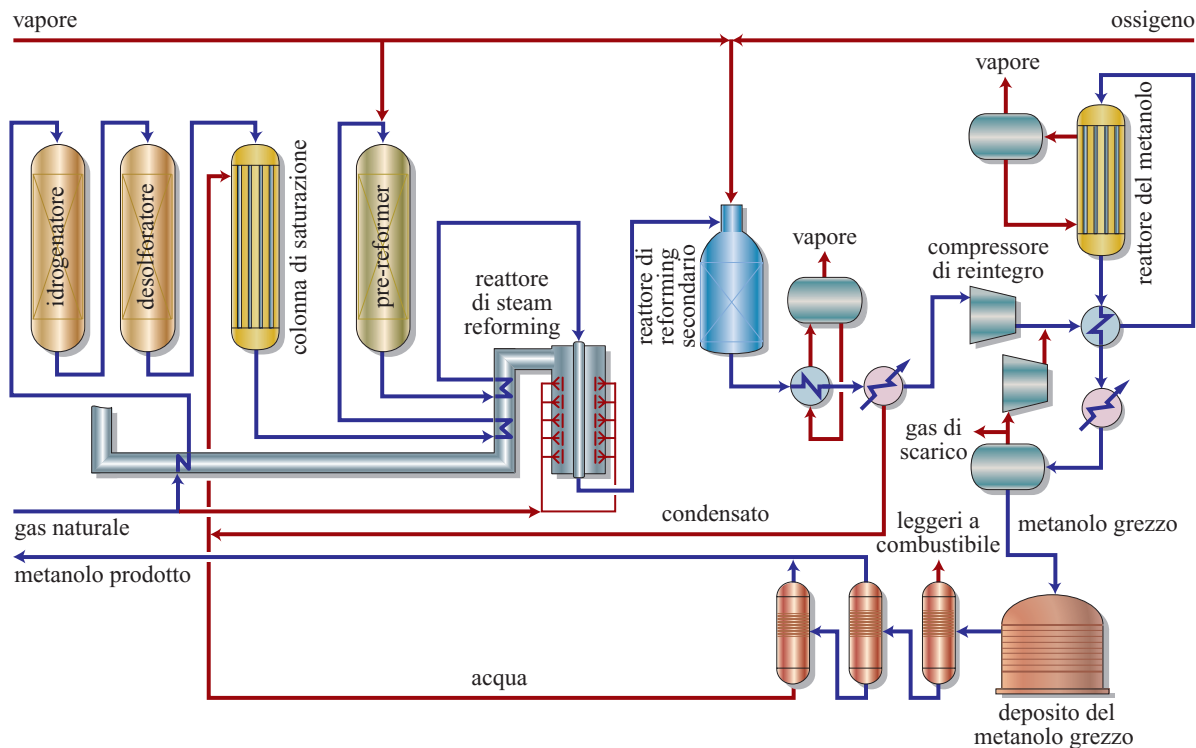 vapore
ossigeno
vapore
idrogenatore
desolforatore
colonna di saturazione
pre-reformer
reattore
di steam
reforming
reattore di
reforming
secondario
vapore
compressore
di reintegro
reattore del metanolo
gas di
scarico
gas naturale
condensato
metanolo grezzo
leggeri a
combustibile
metanolo prodotto
acqua
deposito del
metanolo grezzo